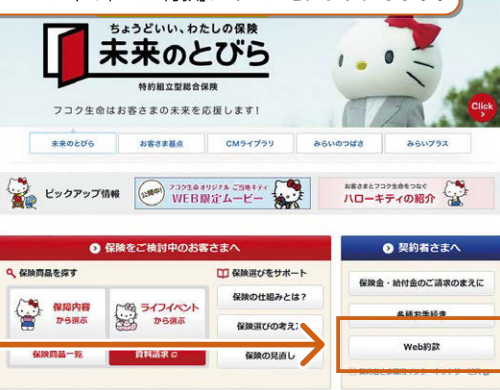 ちょうどいい、わたしの保険
未来のとびら
特約組立型総合保険
フコク生命はお客さまの未来を応援します!
Click
未来のとびら
お客さま基点
CMライブラリ
みらいのつばさ
みらいプラス
ピックアップ情報
公開中!
フコク生命オリジナル ご当地キティ
WEB限定ムービー
お客さまとフコク生命をつなぐ
ハローキティの紹介
保険をご検討中のお客さまへ
保険商品を探す
保障内容
から選ぶ
ライフイベント
から選ぶ
保険商品一覧
資料請求
保険選びをサポート
保険の仕組みとは?
保険選びの考え
保険の見直し
ご契約者さまへ
保険金・給付金のご請求のまえに
各種お手続き
Web約款